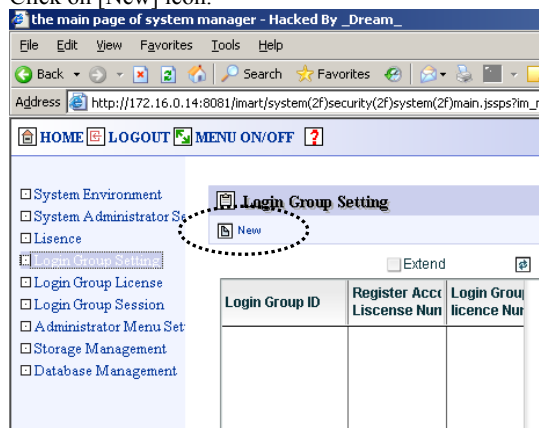 Click on [New] icon.
the main page of system manager - Hacked By _Dream_
File Edit View Favorites Tools Help
Back Search Favorites
Address http://172.16.0.14:8081/imart/system(2f)security(2f)system(2f)main.jssps?im_r
HOME LOGOUT MENU ON/OFF ?
System Environment
System Administrator Se
Lisence
Login Group Setting
Login Group License
Login Group Session
Administrator Menu Set
Storage Management
Database Management
Login Group Setting
New
Extend
Login Group ID
Register Acco
Liscense Num
Login Group
licence Num